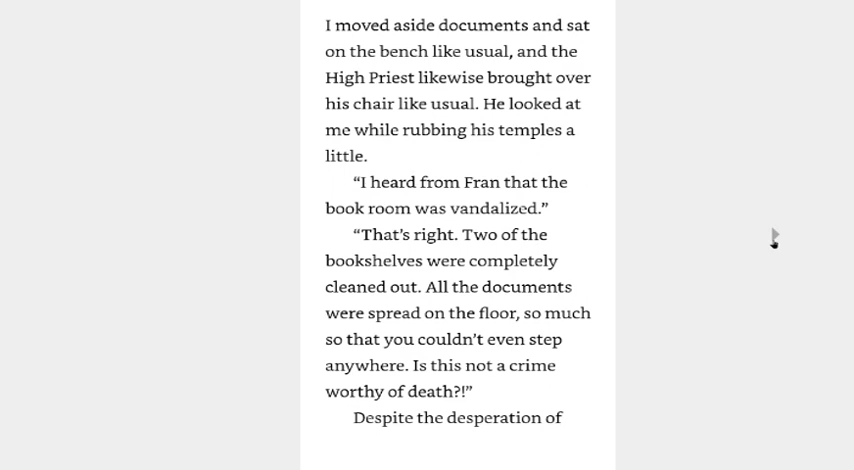 I moved aside documents and sat
on the bench like usual, and the
High Priest likewise brought over
his chair like usual. He looked at
me while rubbing his temples a
little.
“I heard from Fran that the
book room was vandalized.”
“That’s right. Two of the
bookshelves were completely
cleaned out. All the documents
were spread on the floor, so much
so that you couldn’t even step
anywhere. Is this not a crime
worthy of death?!”
Despite the desperation of